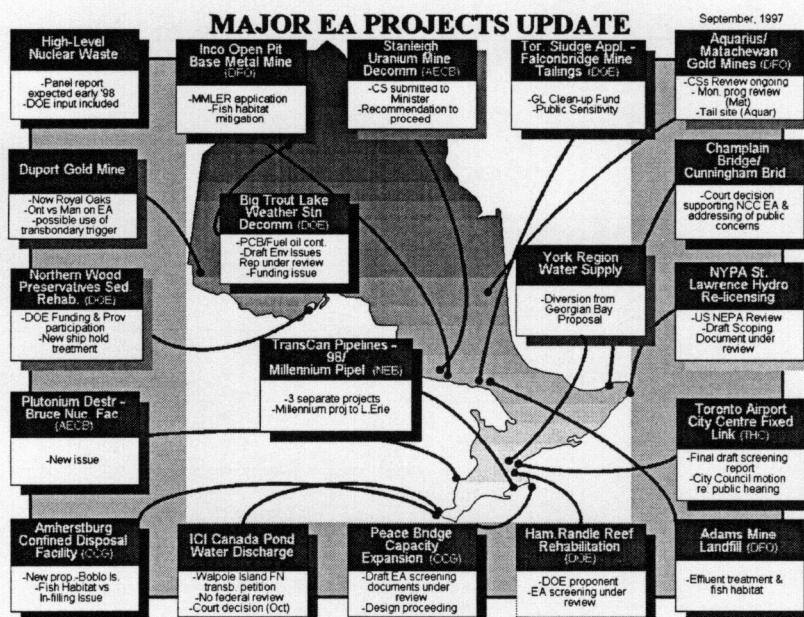 MAJOR EA PROJECTS UPDATE
September, 1997
High-Level
Nuclear Waste
-Panel report
expected early '98
-DOE input included
Inco Open Pit
Base Metal Mine
(DFO)
-MMLER application
-Fish habitat
mitigation
Stanleigh
Uranium Mine
Decomm (AECB)
-CS submitted to
Minister
-Recommendation to
proceed
Tor. Sludge Appl. -
Falconbridge Mine
Tailings (DOE)
-GL Clean-up Fund
-Public Sensitivity
Aquarius/
Matachewan
Gold Mines (DFO)
-CSs Review ongoing
- Mon. prog review
(Mat)
-Tail site (Aquar)
Duport Gold Mine
-Now Royal Oaks
-Ont vs Man on EA
-possible use of
transbondary trigger
Big Trout Lake
Weather Stn
Decomm (DOE)
-PCB/Fuel oil cont.
-Draft Env Issues
Rep under review
-Funding issue
Champlain
Bridge/
Cunningham Brid
-Court decision
supporting NCC EA &
addressing of public
concerns
Northern Wood
Preservatives Sed.
Rehab. (DOE)
-DOE Funding & Prov
participation
-New ship hold
treatment
York Region
Water Supply
-Diversion from
Georgian Bay
Proposal
NYPA St.
Lawrence Hydro
Re-licensing
-US NEPA Review
-Draft Scoping
Document under
review
TransCan Pipelines -
98/
Millennium Pipel (NEB)
-3 separate projects
-Millennium proj to L.Erie
Plutonium Destr -
Bruce Nuc. Fac.
(AECB)
-New issue
Toronto Airport
City Centre Fixed
Link (THC)
-Final draft screening
report
-City Council motion
re: public hearing
Amherstburg
Confined Disposal
Facility (CCG)
-New prop -Boblo Is.
-Fish Habitat vs
In-filling Issue
ICI Canada Pond
Water Discharge
-Walpole Island FN
transb. petition
-No federal review
-Court decision (Oct)
Peace Bridge
Capacity
Expansion (CCG)
-Draft EA screening
documents under
review
-Design proceeding
Ham.Randle Reef
Rehabilitation
(DOE)
-DOE proponent
-EA screening under
review
Adams Mine
Landfill (DFO)
-Effluent treatment &
fish habitat